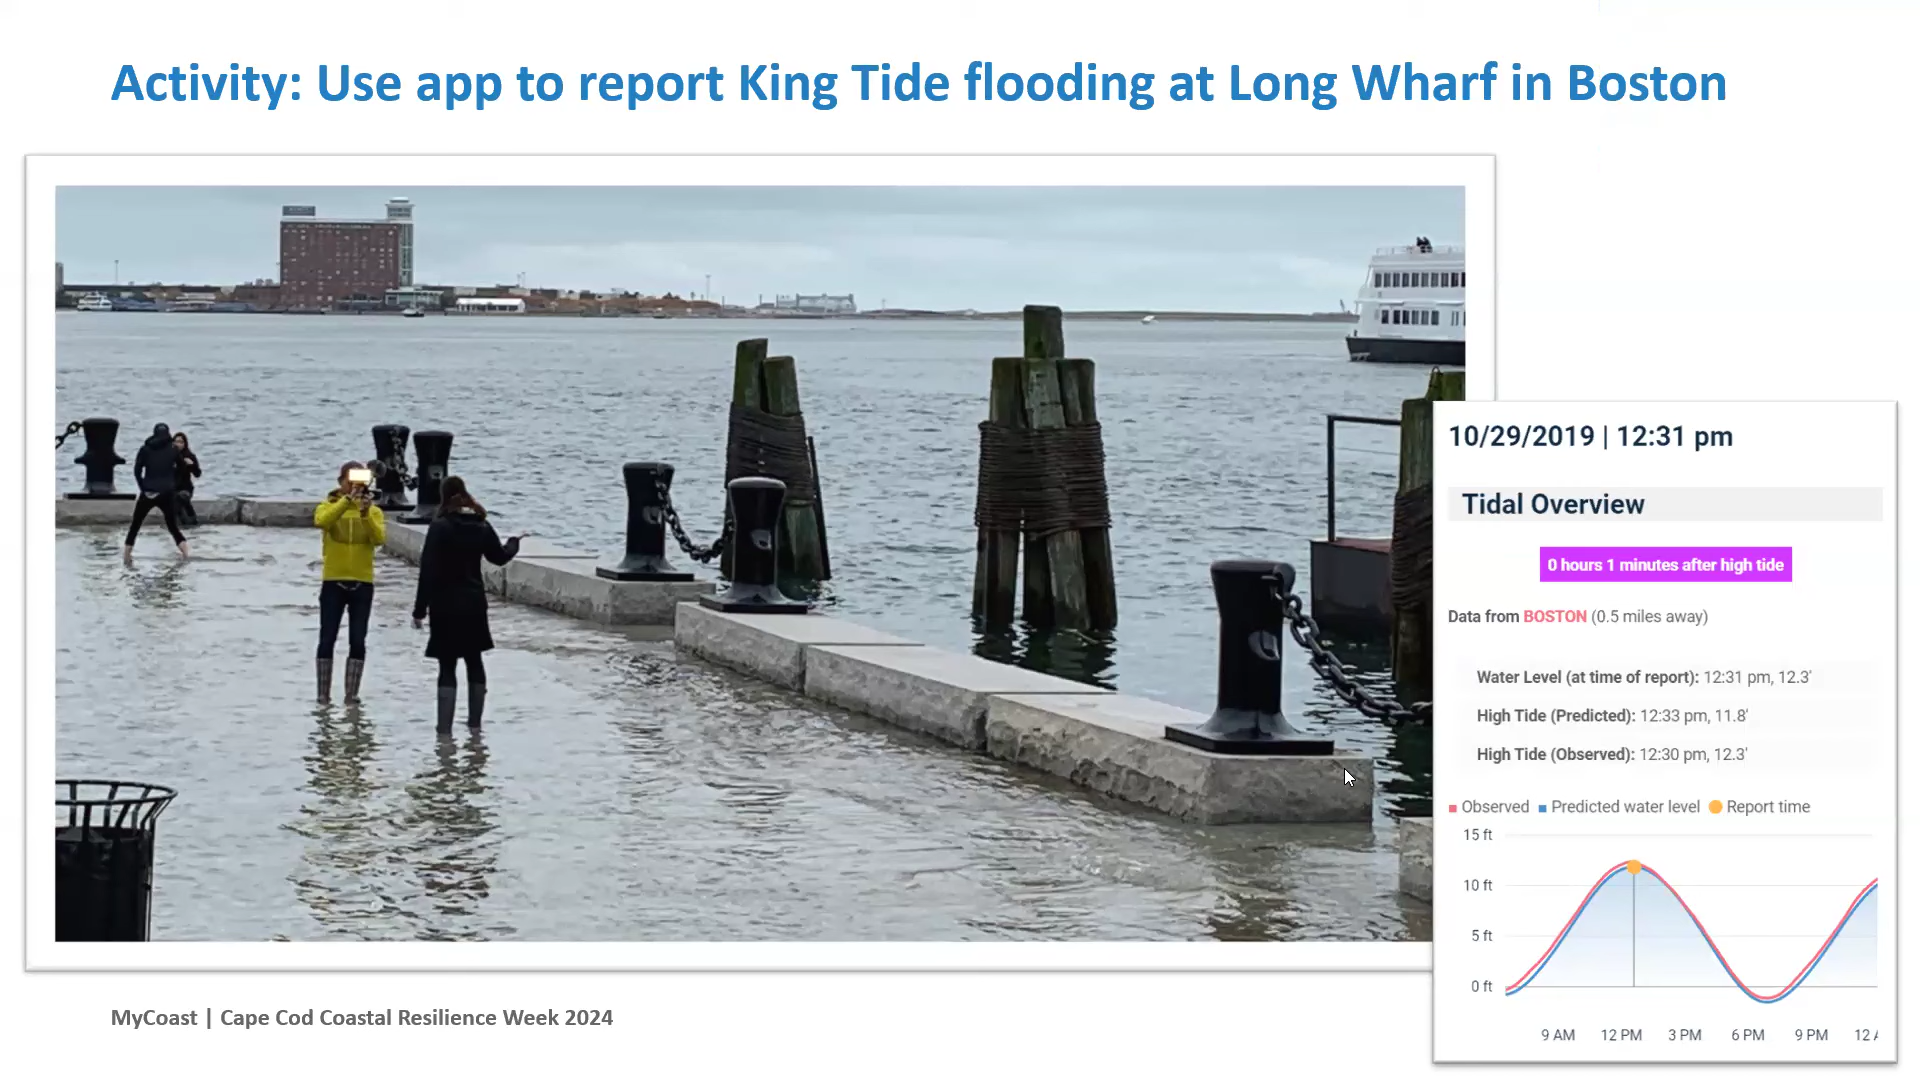 Activity: Use app to report King Tide flooding at Long Wharf in Boston
10/29/2019 | 12:31 pm
Tidal Overview
0 hours 1 minutes after high tide
Data from BOSTON (0.5 miles away)
Water Level (at time of report): 12:31 pm, 12.3'
High Tide (Predicted): 12:33 pm, 11.8'
High Tide (Observed): 12:30 pm, 12.3'
Observed Predicted water level Report time
15 ft
10 ft
5 ft
0 ft
9 AM 12 PM 3 PM 6 PM 9 PM 12
MyCoast | Cape Cod Coastal Resilience Week 2024